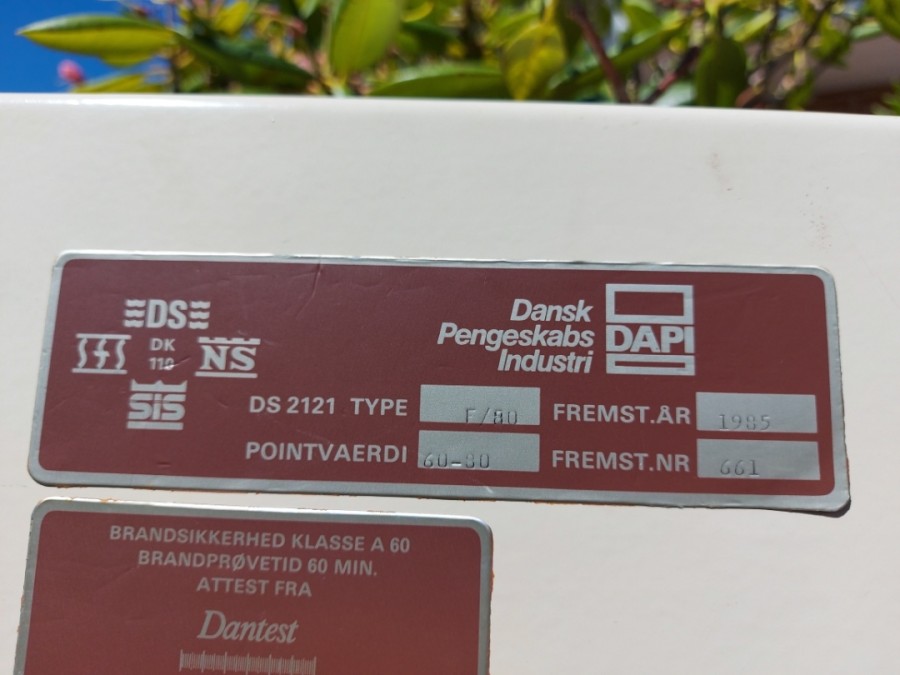 DS
SFS
DK
110
NS
SIS
Dansk
Pengeskabs
Industri
DAPI
DS 2121 TYPE E/80 FREMST.ÅR 1985
POINTVAERDI 60-80 FREMST.NR 661
BRANDSIKKERHED KLASSE A 60
BRANDPRØVETID 60 MIN.
ATTEST FRA
Dantest